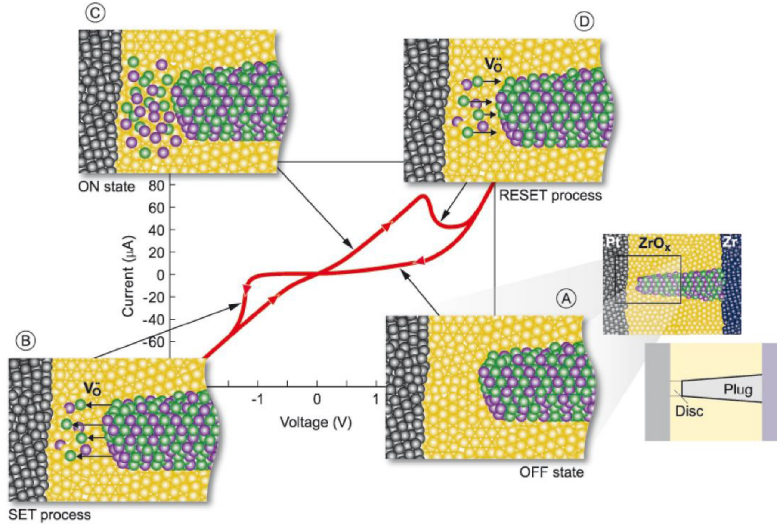 C
D
V_O^••
ON state
RESET process
80
60
40
20
0
-20
-40
-60
Current (µA)
-1
0
1
Voltage (V)
Pt
ZrOₓ
Zr
A
OFF state
B
V_O^••
SET process
Plug
Disc